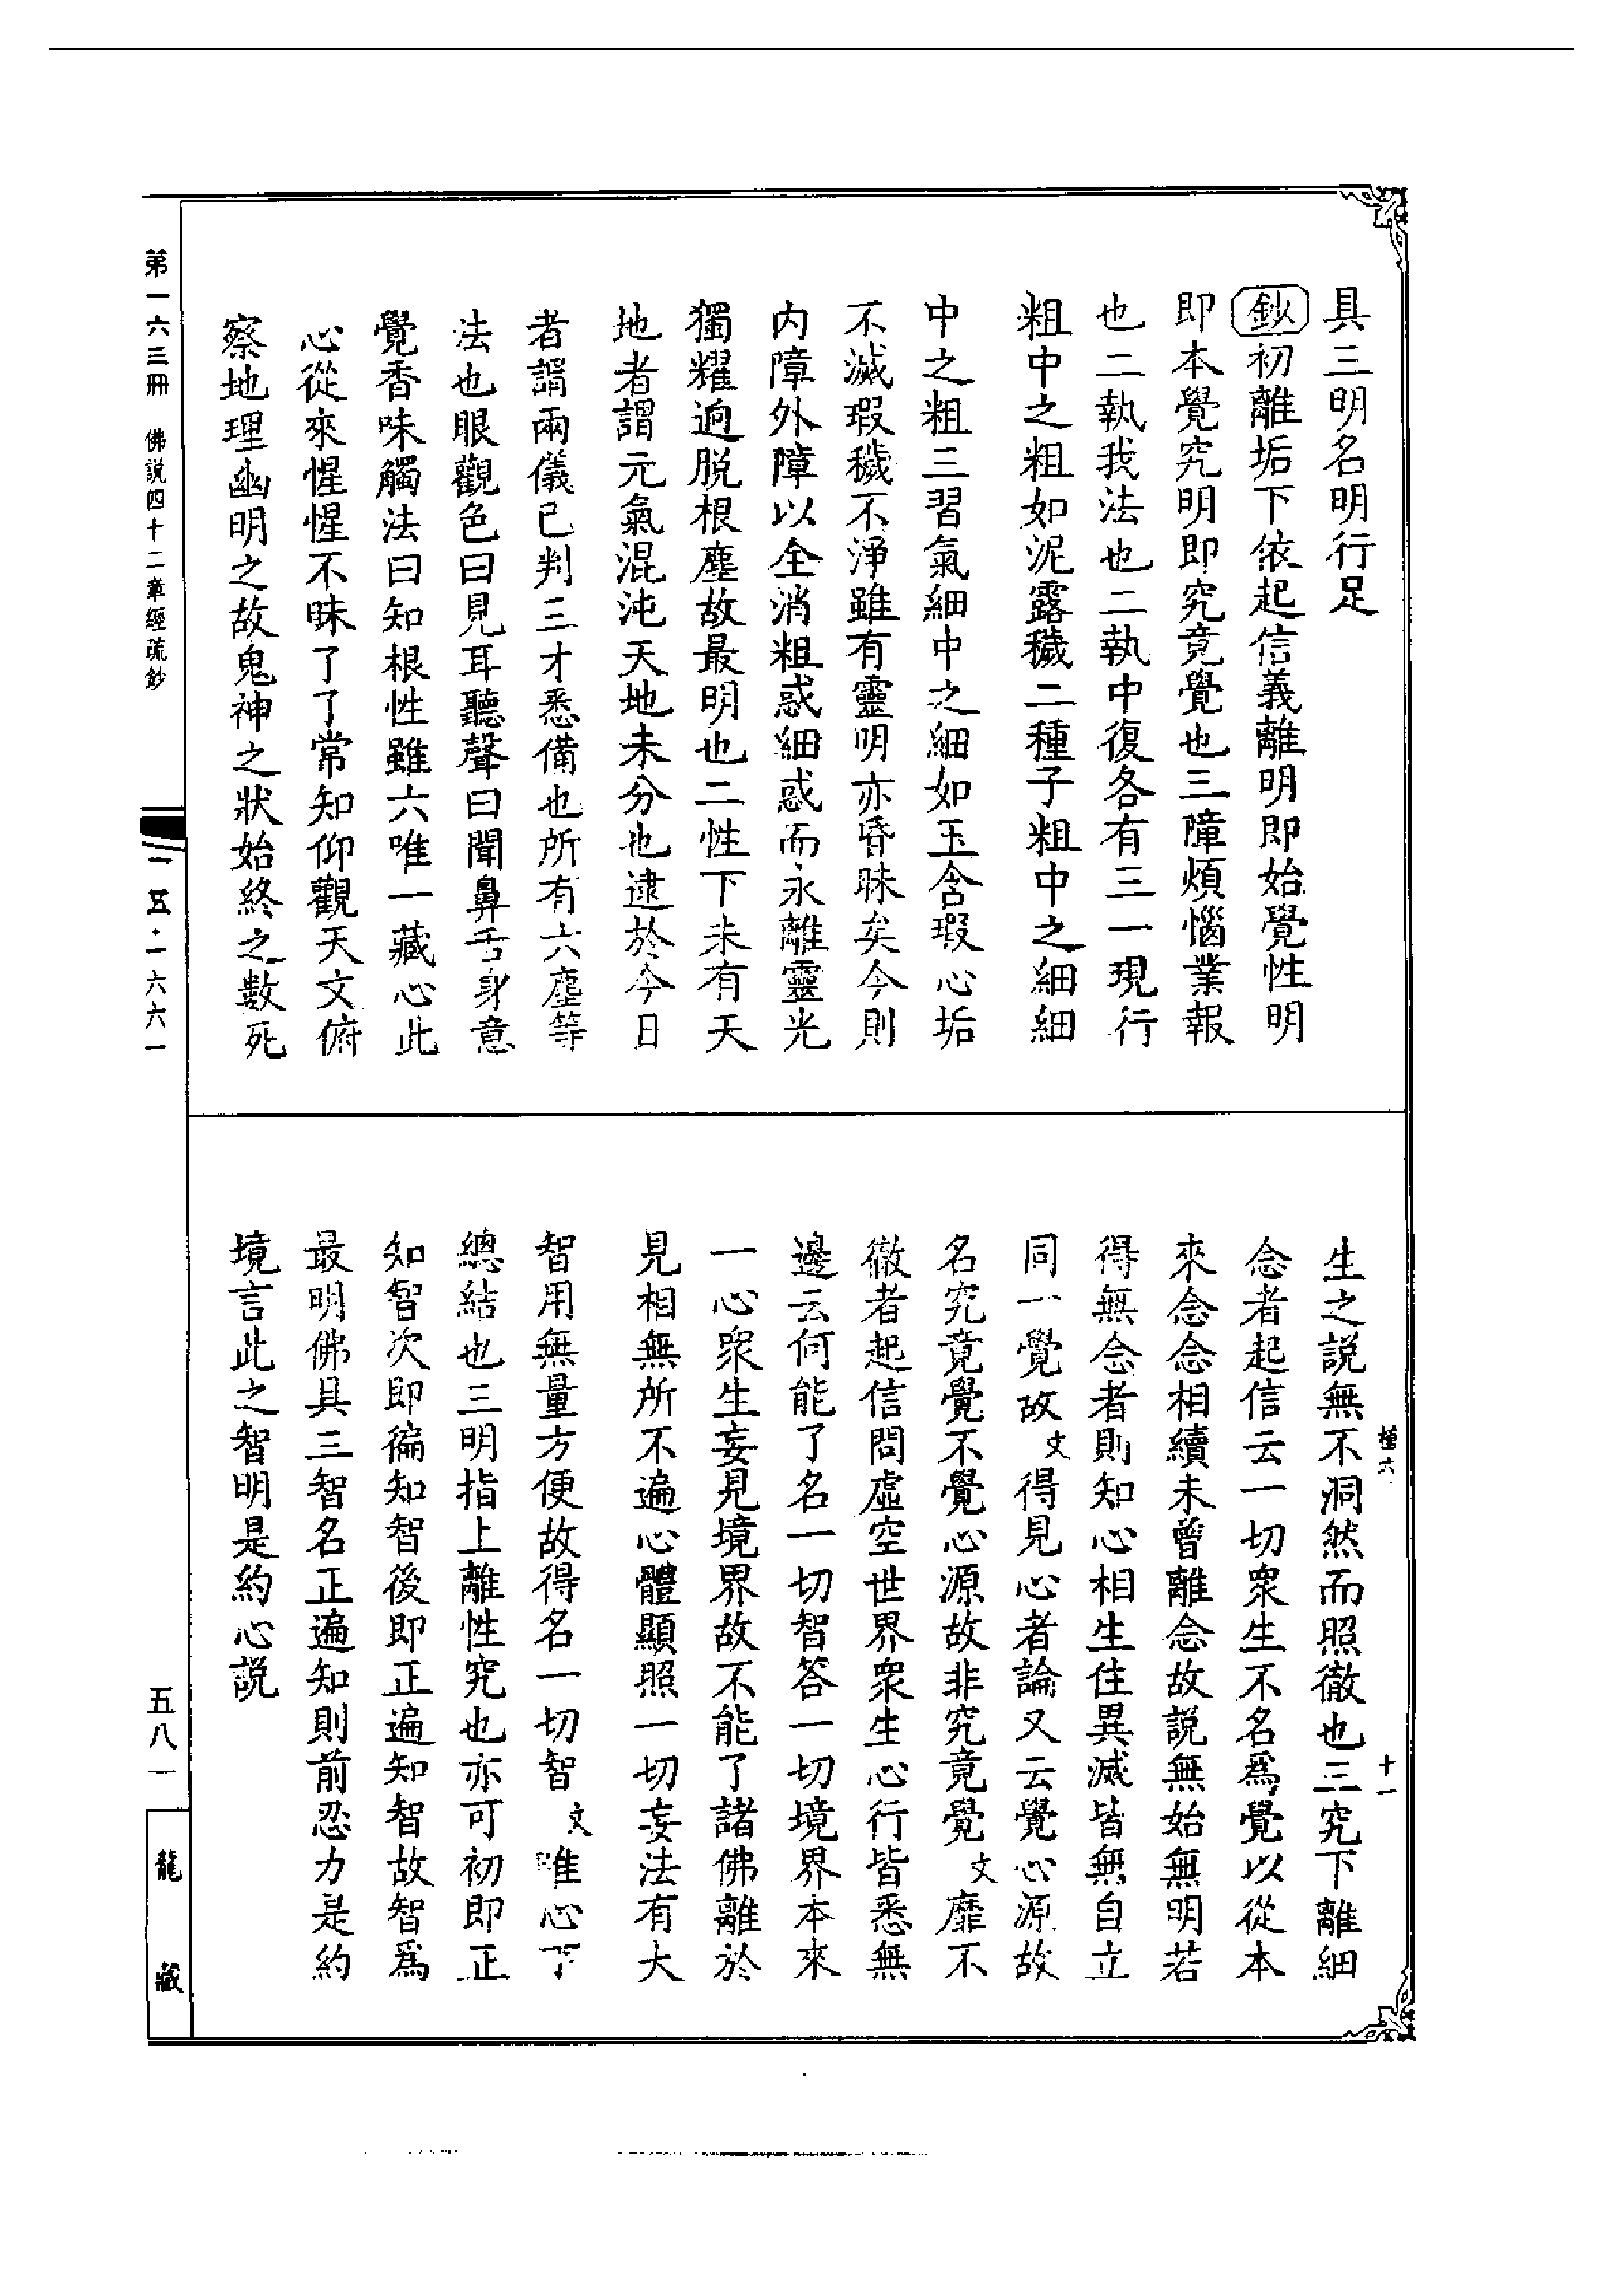 具三明名明行足
鈔初離垢下依起信義離明即始覺性明
即本覺究明即究竟覺也三障煩惱業報
也二執我法也二執中復各有三一現行
粗中之粗如泥露穢二種子粗中之細細
中之粗三習氣細中之細如玉含瑕心垢
不滅瑕穢不淨雖有靈明亦昏昧矣今則
内障外障以全消粗惑細惑而永離靈光
獨耀逈脱根塵故最明也二性下未有天
地者謂元氣混沌天地未分也逮於今日
者謂兩儀已判三才悉備也所有六塵等
法也眼觀色曰見耳聽聲曰聞鼻舌身意
覺香味觸法曰知根性雖六唯一藏心此
心從來惺惺不昧了了常知仰觀天文俯
察地理幽明之故鬼神之狀始終之數死
生之説無不洞然而照徹也三究下離細
念者起信云一切衆生不名爲覺以從本
來念念相續未曾離念故説無始無明若
得無念者則知心相生住異滅皆無自立
同一覺故文得見心者論又云覺心源故
名究竟覺不覺心源故非究竟覺文靡不
徹者起信問虛空世界衆生心行皆悉無
邊云何能了名一切智答一切境界本來
一心衆生妄見境界故不能了諸佛離於
見相無所不遍心體顯照一切妄法有大
智用無量方便故得名一切智文唯心下
總結也三明指上離性究也亦可初即正
知智次即徧知智後即正遍知智故智爲
最明佛具三智名正遍知則前忍力是約
境言此之智明是約心説
十一
第一六三冊 佛説四十二章經疏鈔
一五·一六六一
五八一
龍藏